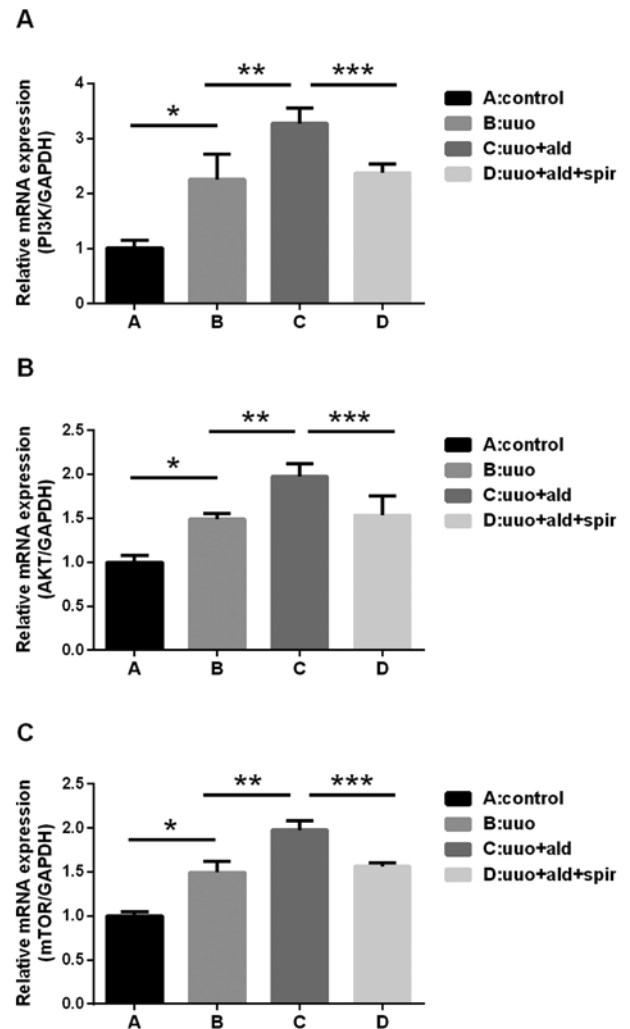 A
Relative mRNA expression
(PI3K/GAPDH)
4
3
2
1
0
*
**
***
A
B
C
D
A:control
B:uuo
C:uuo+ald
D:uuo+ald+spir
B
Relative mRNA expression
(AKT/GAPDH)
2.5
2.0
1.5
1.0
0.5
0.0
*
**
***
A
B
C
D
A:control
B:uuo
C:uuo+ald
D:uuo+ald+spir
C
Relative mRNA expression
(mTOR/GAPDH)
2.5
2.0
1.5
1.0
0.5
0.0
*
**
***
A
B
C
D
A:control
B:uuo
C:uuo+ald
D:uuo+ald+spir